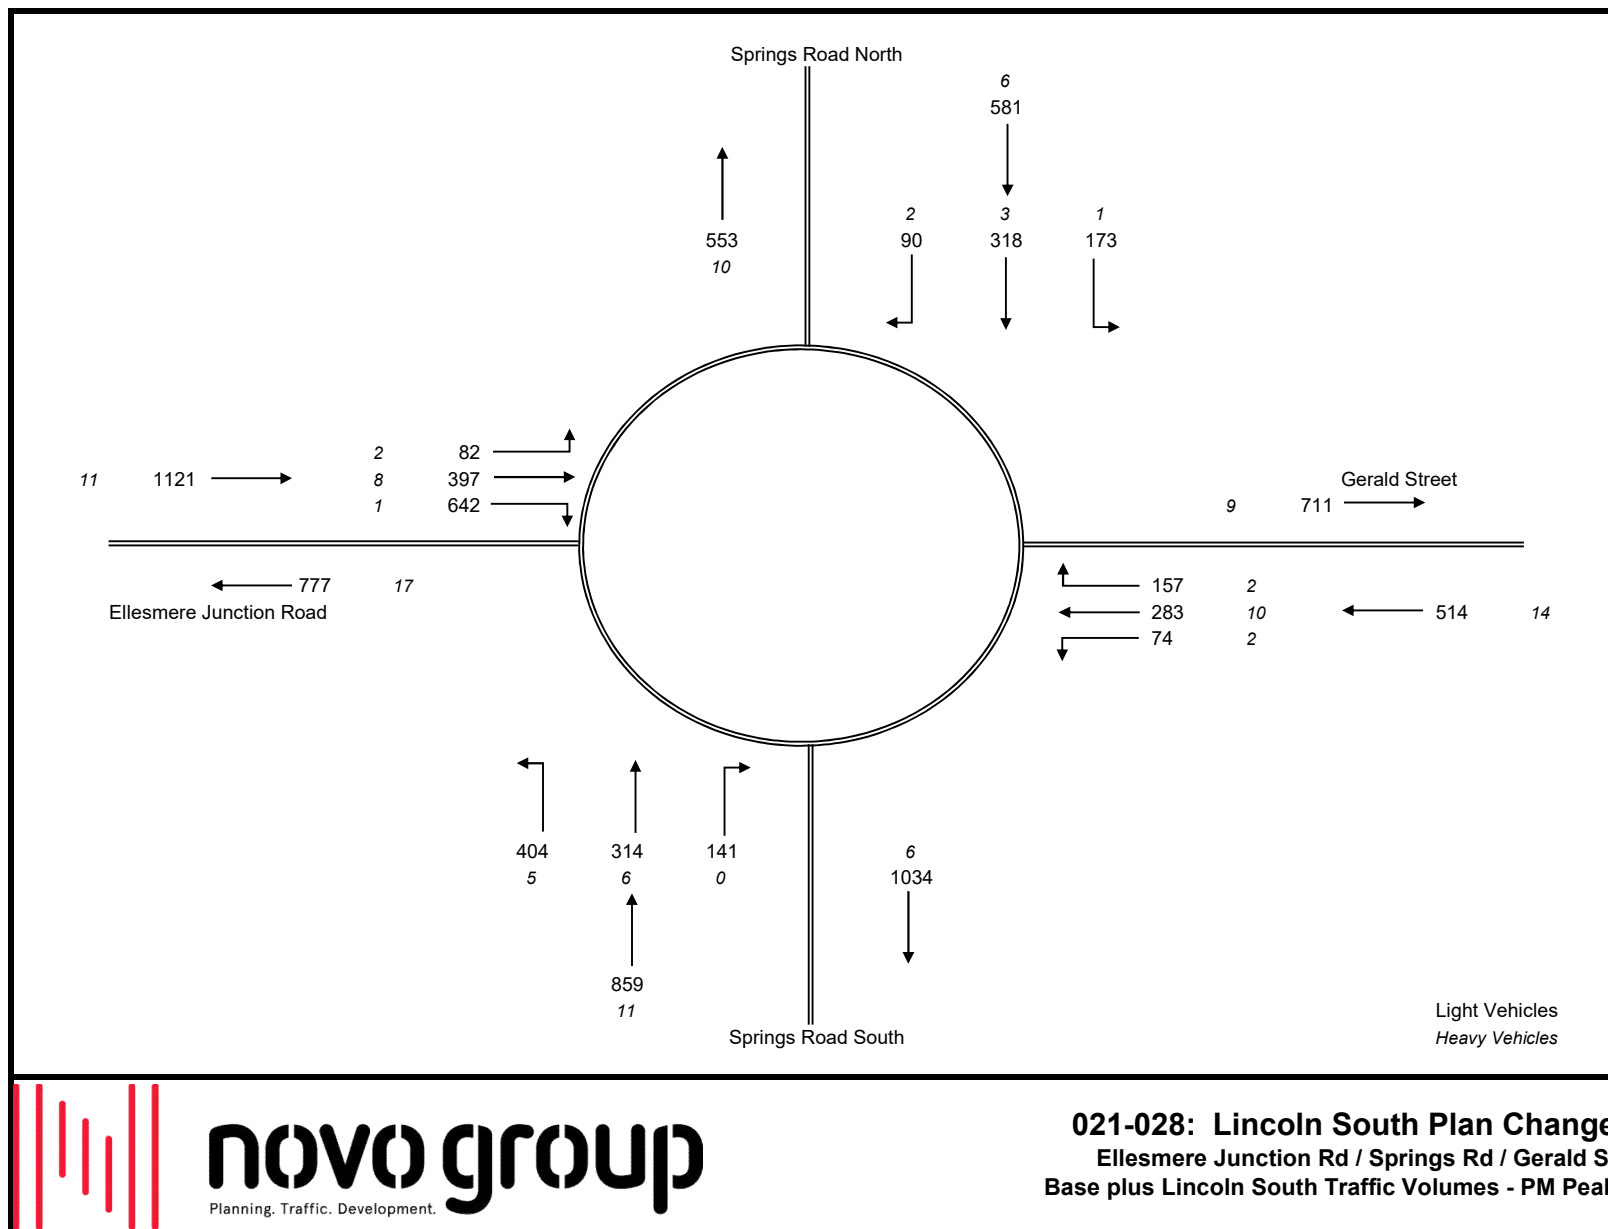 Springs Road North
6
581
2 3 1
553 90 318 173
10
2 82
11 1121 8 397
1 642
Gerald Street
9 711
777 17
Ellesmere Junction Road
157 2
283 10 514 14
74 2
404 314 141 6
5 6 0 1034
859
11
Springs Road South
Light Vehicles
Heavy Vehicles
novo group
Planning. Traffic. Development.
021-028: Lincoln South Plan Change
Ellesmere Junction Rd / Springs Rd / Gerald S
Base plus Lincoln South Traffic Volumes - PM Peak